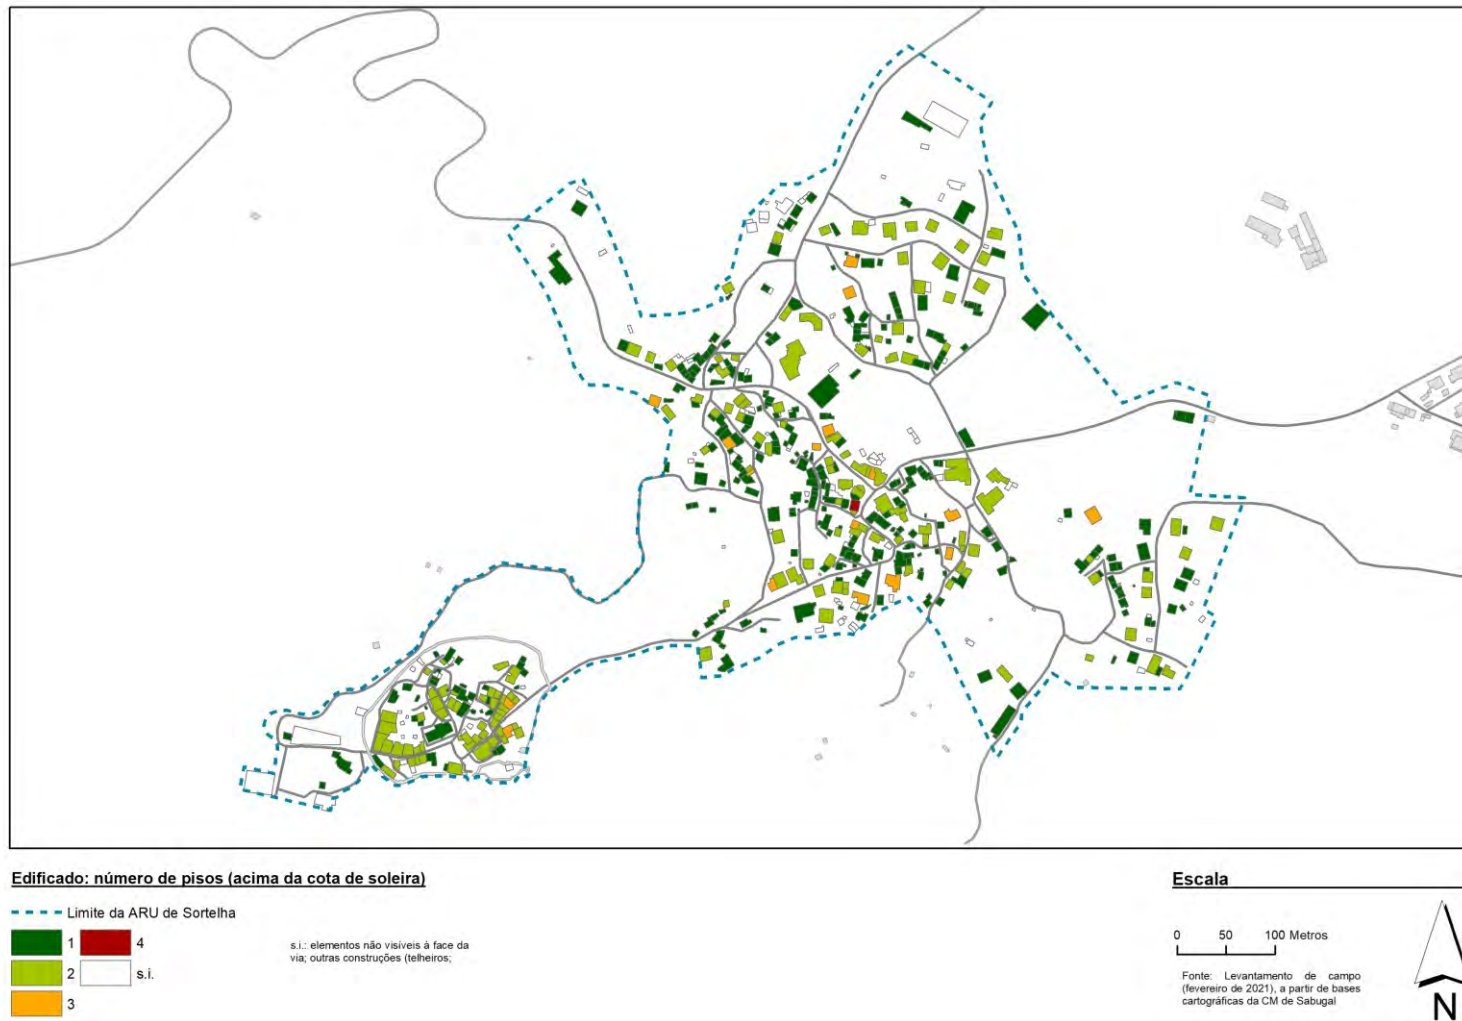 Edificado: número de pisos (acima da cota de soleira)
Limite da ARU de Sortelha
1
4
2
s.i.
3
s.i.: elementos não visíveis à face da
via; outras construções (telheiros;
Escala
0 50 100 Metros
Fonte: Levantamento de campo
(fevereiro de 2021), a partir de bases
cartográficas da CM de Sabugal
N